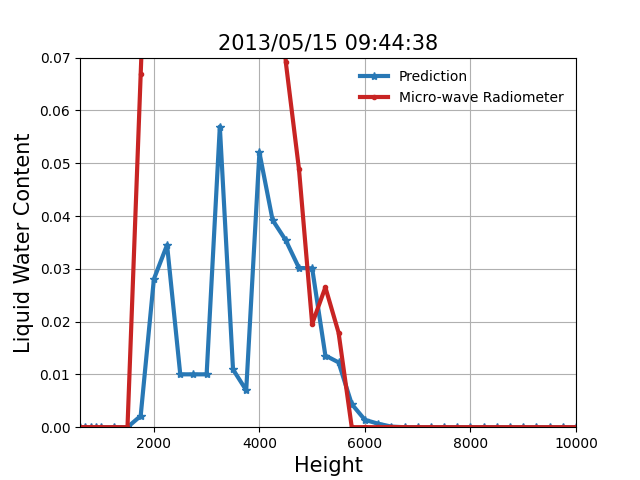 2013/05/15 09:44:38
Prediction
Micro-wave Radiometer
Liquid Water Content
0.07
0.06
0.05
0.04
0.03
0.02
0.01
0.00
2000 4000 6000 8000 10000
Height